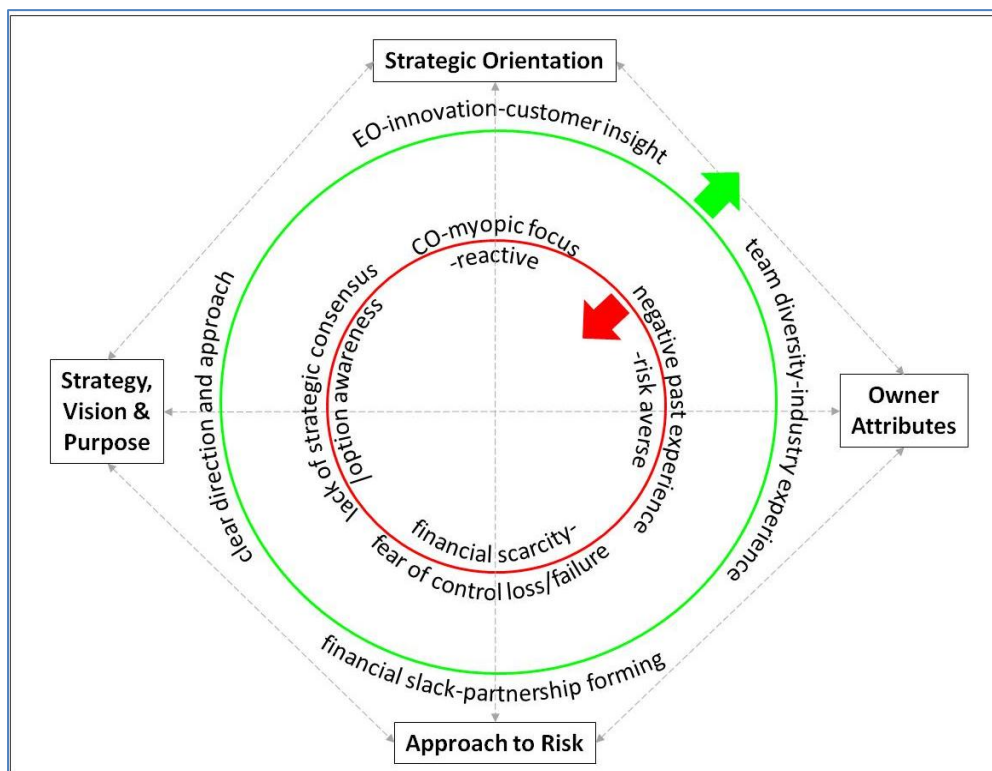 Strategic Orientation
EO-innovation-customer insight
CO-myopic focus
-reactive
team diversity-industry experience
negative past experience
-risk averse
lack of strategic consensus
/option awareness
clear direction and approach
Strategy,
Vision &
Purpose
Owner
Attributes
financial scarcity-
fear of control loss/failure
financial slack-partnership forming
Approach to Risk